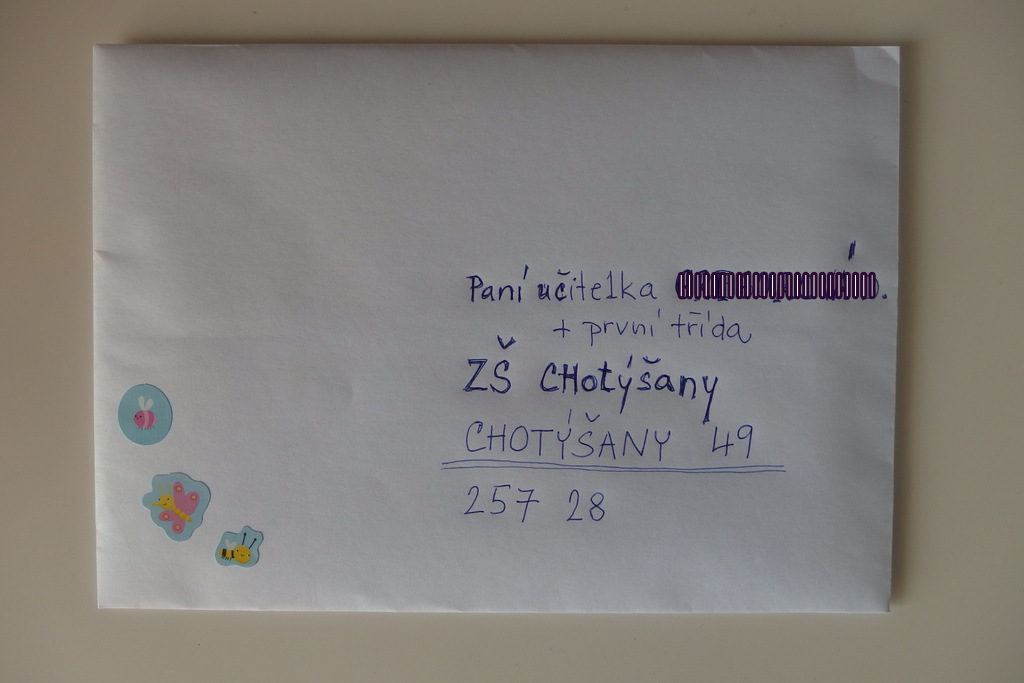 Paní učitelka
+ první třída
ZŠ CHotýšany
CHOTÝŠANY 49
257 28